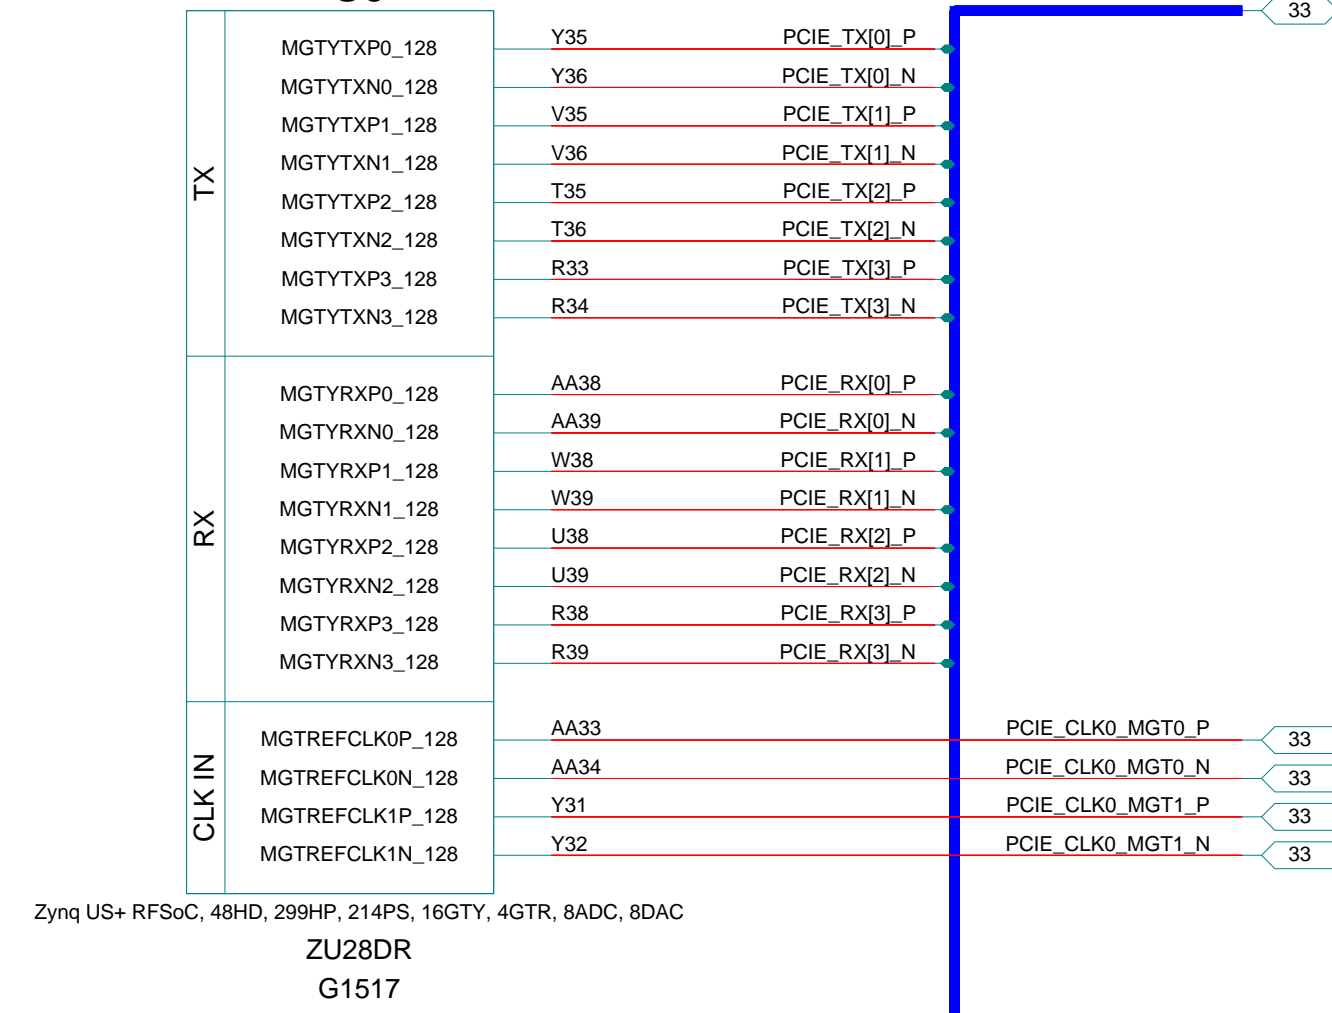 33
TX
MGTYTXP0_128 Y35 PCIE_TX[0]_P
MGTYTXN0_128 Y36 PCIE_TX[0]_N
MGTYTXP1_128 V35 PCIE_TX[1]_P
MGTYTXN1_128 V36 PCIE_TX[1]_N
MGTYTXP2_128 T35 PCIE_TX[2]_P
MGTYTXN2_128 T36 PCIE_TX[2]_N
MGTYTXP3_128 R33 PCIE_TX[3]_P
MGTYTXN3_128 R34 PCIE_TX[3]_N
RX
MGTYRXP0_128 AA38 PCIE_RX[0]_P
MGTYRXN0_128 AA39 PCIE_RX[0]_N
MGTYRXP1_128 W38 PCIE_RX[1]_P
MGTYRXN1_128 W39 PCIE_RX[1]_N
MGTYRXP2_128 U38 PCIE_RX[2]_P
MGTYRXN2_128 U39 PCIE_RX[2]_N
MGTYRXP3_128 R38 PCIE_RX[3]_P
MGTYRXN3_128 R39 PCIE_RX[3]_N
CLK IN
MGTREFCLK0P_128 AA33 PCIE_CLK0_MGT0_P 33
MGTREFCLK0N_128 AA34 PCIE_CLK0_MGT0_N 33
MGTREFCLK1P_128 Y31 PCIE_CLK0_MGT1_P 33
MGTREFCLK1N_128 Y32 PCIE_CLK0_MGT1_N 33
Zynq US+ RFSoC, 48HD, 299HP, 214PS, 16GTY, 4GTR, 8ADC, 8DAC
ZU28DR
G1517